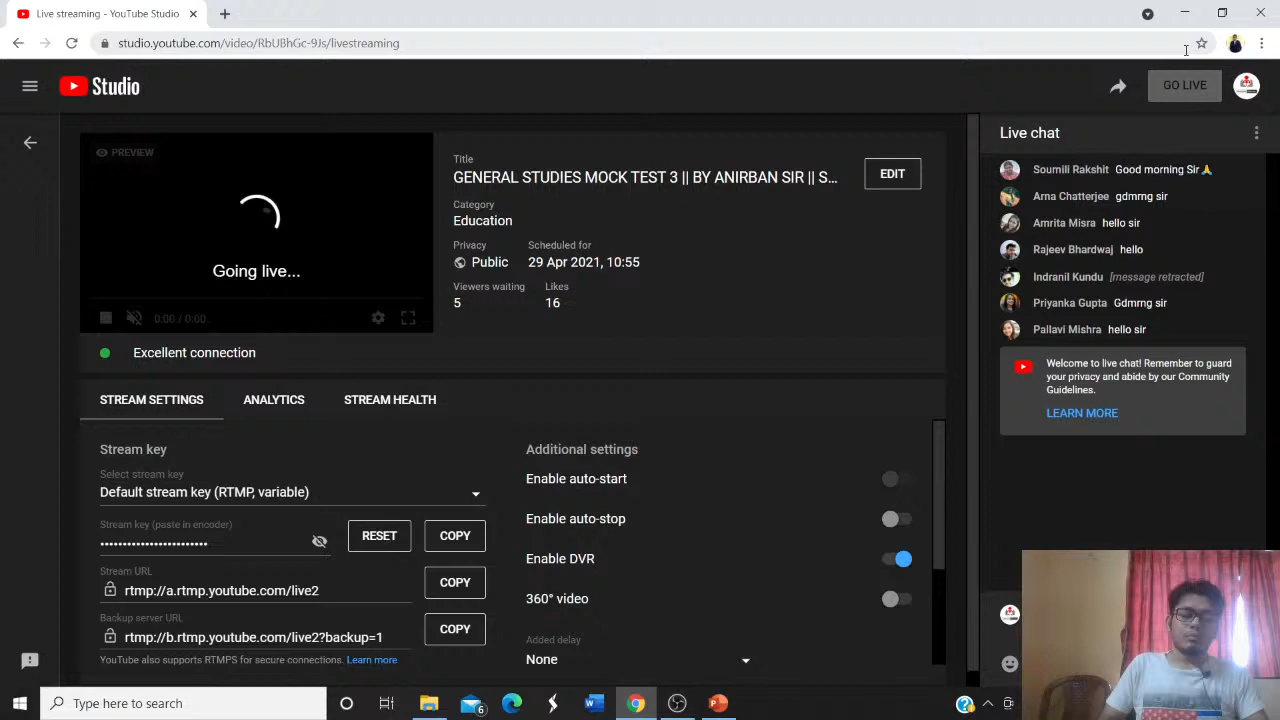 Live streaming - YouTube Studio
studio.youtube.com/video/RbUBhGc-9Js/livestreaming
Studio
GO LIVE
PREVIEW
Going live...
0:00 / 0:00
Title
GENERAL STUDIES MOCK TEST 3 || BY ANIRBAN SIR || S...
EDIT
Category
Education
Privacy
Public
Scheduled for
29 Apr 2021, 10:55
Viewers waiting
5
Likes
16
Excellent connection
STREAM SETTINGS ANALYTICS STREAM HEALTH
Stream key
Select stream key
Default stream key (RTMP, variable)
Stream key (paste in encoder)
••••••••••••••••••••••••
RESET COPY
Stream URL
rtmp://a.rtmp.youtube.com/live2
COPY
Backup server URL
rtmp://b.rtmp.youtube.com/live2?backup=1
COPY
YouTube also supports RTMPS for secure connections. Learn more
Additional settings
Enable auto-start
Enable auto-stop
Enable DVR
360° video
Added delay
None
Live chat
Soumili Rakshit Good morning Sir🙏
Arna Chatterjee gdmrng sir
Amrita Misra hello sir
Rajeev Bhardwaj hello
Indranil Kundu [message retracted]
Priyanka Gupta Gdmrng sir
Pallavi Mishra hello sir
Welcome to live chat! Remember to guard
your privacy and abide by our Community
Guidelines.
LEARN MORE
Type here to search
6